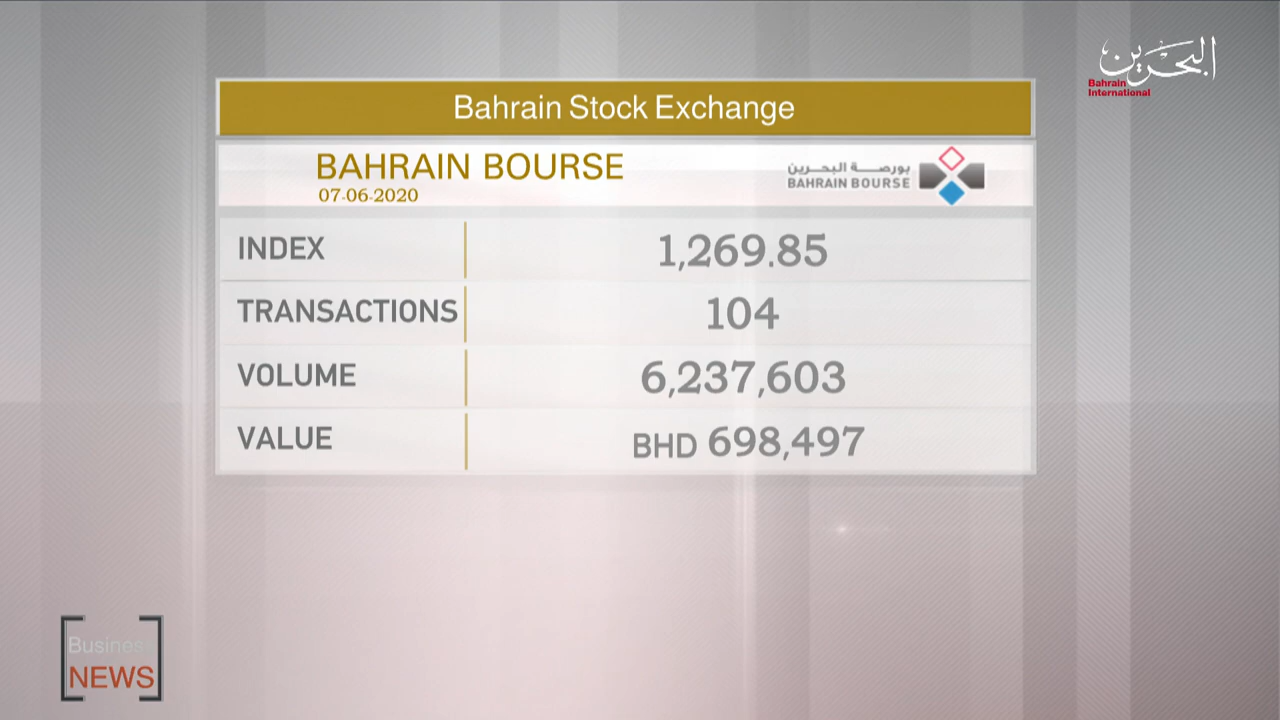 البحرين
Bahrain
International
Bahrain Stock Exchange
BAHRAIN BOURSE
07-06-2020
بورصة البحرين
BAHRAIN BOURSE
INDEX 1,269.85
TRANSACTIONS 104
VOLUME 6,237,603
VALUE BHD 698,497
Business
NEWS